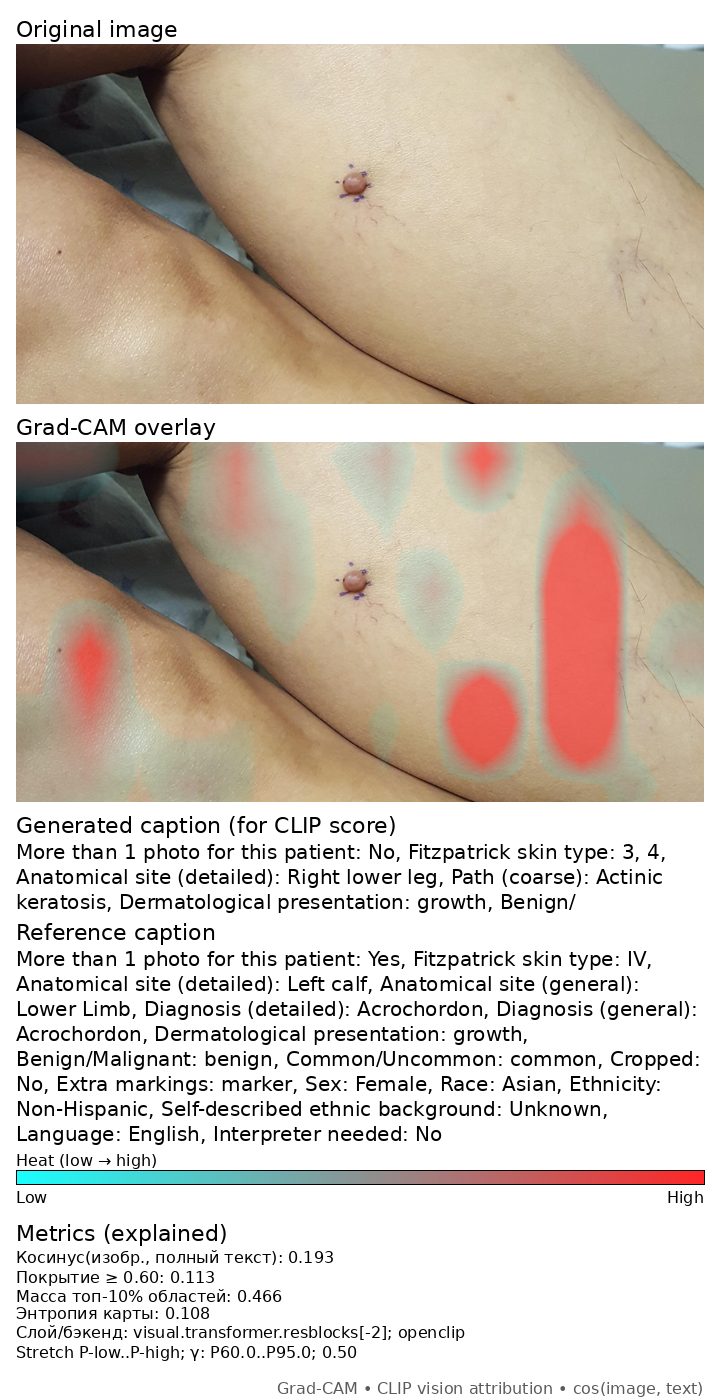 Original image
Grad-CAM overlay
Generated caption (for CLIP score)
More than 1 photo for this patient: No, Fitzpatrick skin type: 3, 4,
Anatomical site (detailed): Right lower leg, Path (coarse): Actinic
keratosis, Dermatological presentation: growth, Benign/
Reference caption
More than 1 photo for this patient: Yes, Fitzpatrick skin type: IV,
Anatomical site (detailed): Left calf, Anatomical site (general):
Lower Limb, Diagnosis (detailed): Acrochordon, Diagnosis (general):
Acrochordon, Dermatological presentation: growth,
Benign/Malignant: benign, Common/Uncommon: common, Cropped:
No, Extra markings: marker, Sex: Female, Race: Asian, Ethnicity:
Non-Hispanic, Self-described ethnic background: Unknown,
Language: English, Interpreter needed: No
Heat (low → high)
Low High
Metrics (explained)
Косинус(изобр., полный текст): 0.193
Покрытие ≥ 0.60: 0.113
Масса топ-10% областей: 0.466
Энтропия карты: 0.108
Слой/бэкенд: visual.transformer.resblocks[-2]; openclip
Stretch P-low..P-high; γ: P60.0..P95.0; 0.50
Grad-CAM • CLIP vision attribution • cos(image, text)